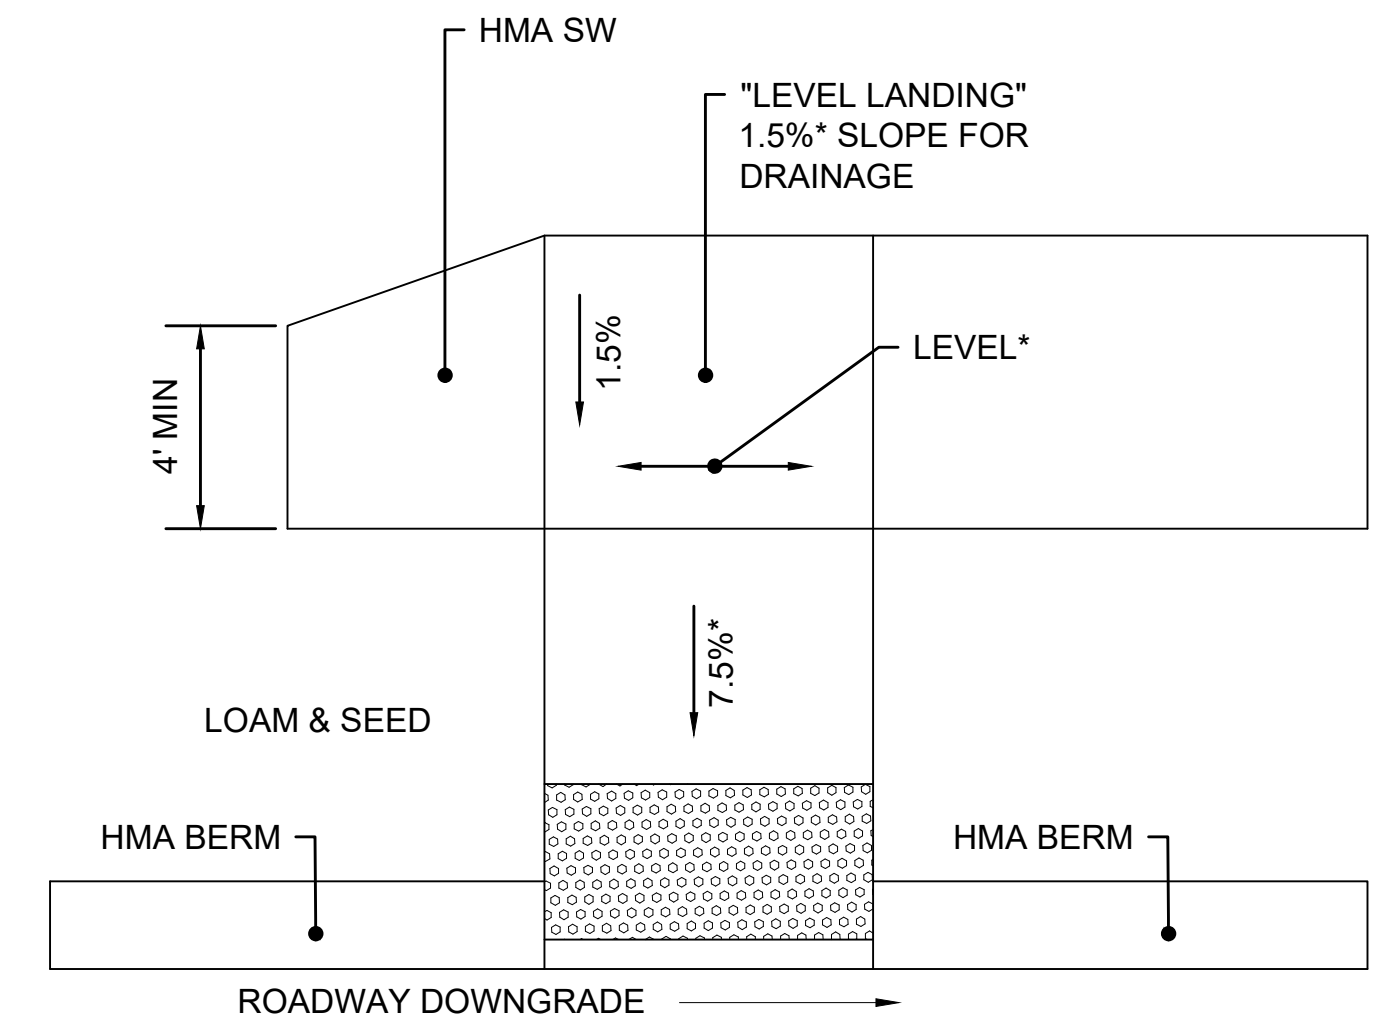 HMA SW
"LEVEL LANDING"
1.5%* SLOPE FOR
DRAINAGE
1.5%
LEVEL*
4' MIN
7.5%*
LOAM & SEED
HMA BERM
HMA BERM
ROADWAY DOWNGRADE